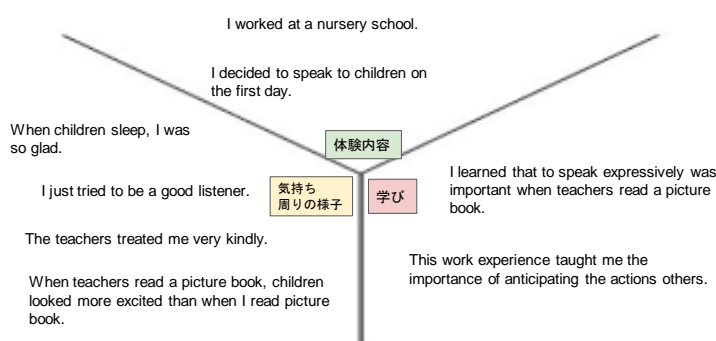 I worked at a nursery school.
I decided to speak to children on
the first day.
体験内容
When children sleep, I was
so glad.
I just tried to be a good listener.
気持ち
周りの様子
The teachers treated me very kindly.
When teachers read a picture book, children
looked more excited than when I read picture
book.
学び
I learned that to speak expressively was
important when teachers read a picture
book.
This work experience taught me the
importance of anticipating the actions others.